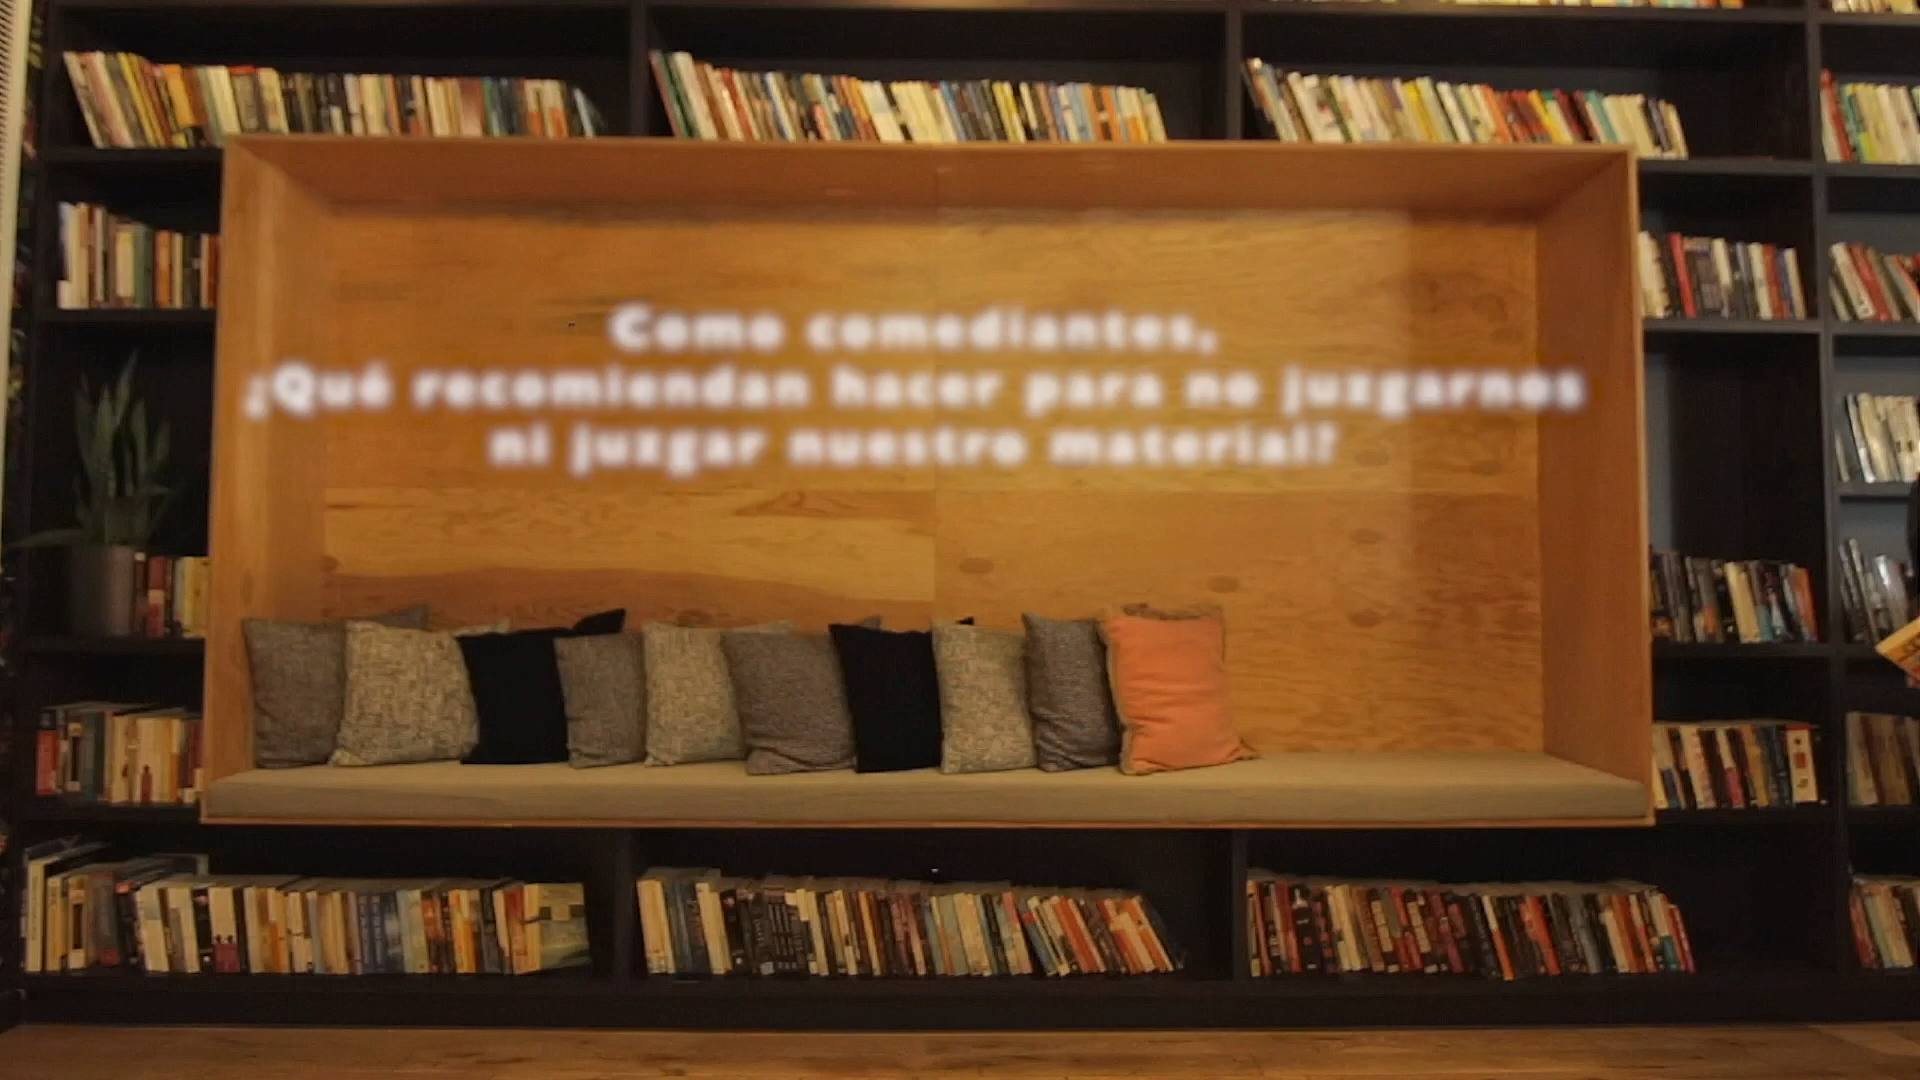 Como comediantes,
¿Qué recomiendan hacer para no juzgarnos
ni juzgar nuestro material?